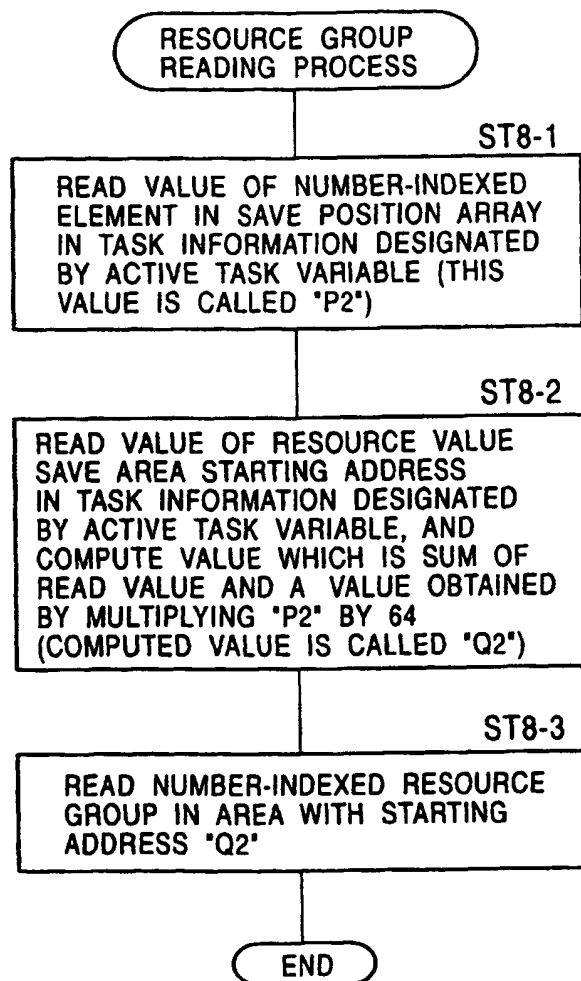 RESOURCE GROUP
READING PROCESS
ST8-1
READ VALUE OF NUMBER-INDEXED
ELEMENT IN SAVE POSITION ARRAY
IN TASK INFORMATION DESIGNATED
BY ACTIVE TASK VARIABLE (THIS
VALUE IS CALLED "P2")
ST8-2
READ VALUE OF RESOURCE VALUE
SAVE AREA STARTING ADDRESS
IN TASK INFORMATION DESIGNATED
BY ACTIVE TASK VARIABLE, AND
COMPUTE VALUE WHICH IS SUM OF
READ VALUE AND A VALUE OBTAINED
BY MULTIPLYING "P2" BY 64
(COMPUTED VALUE IS CALLED "Q2")
ST8-3
READ NUMBER-INDEXED RESOURCE
GROUP IN AREA WITH STARTING
ADDRESS "Q2"
END